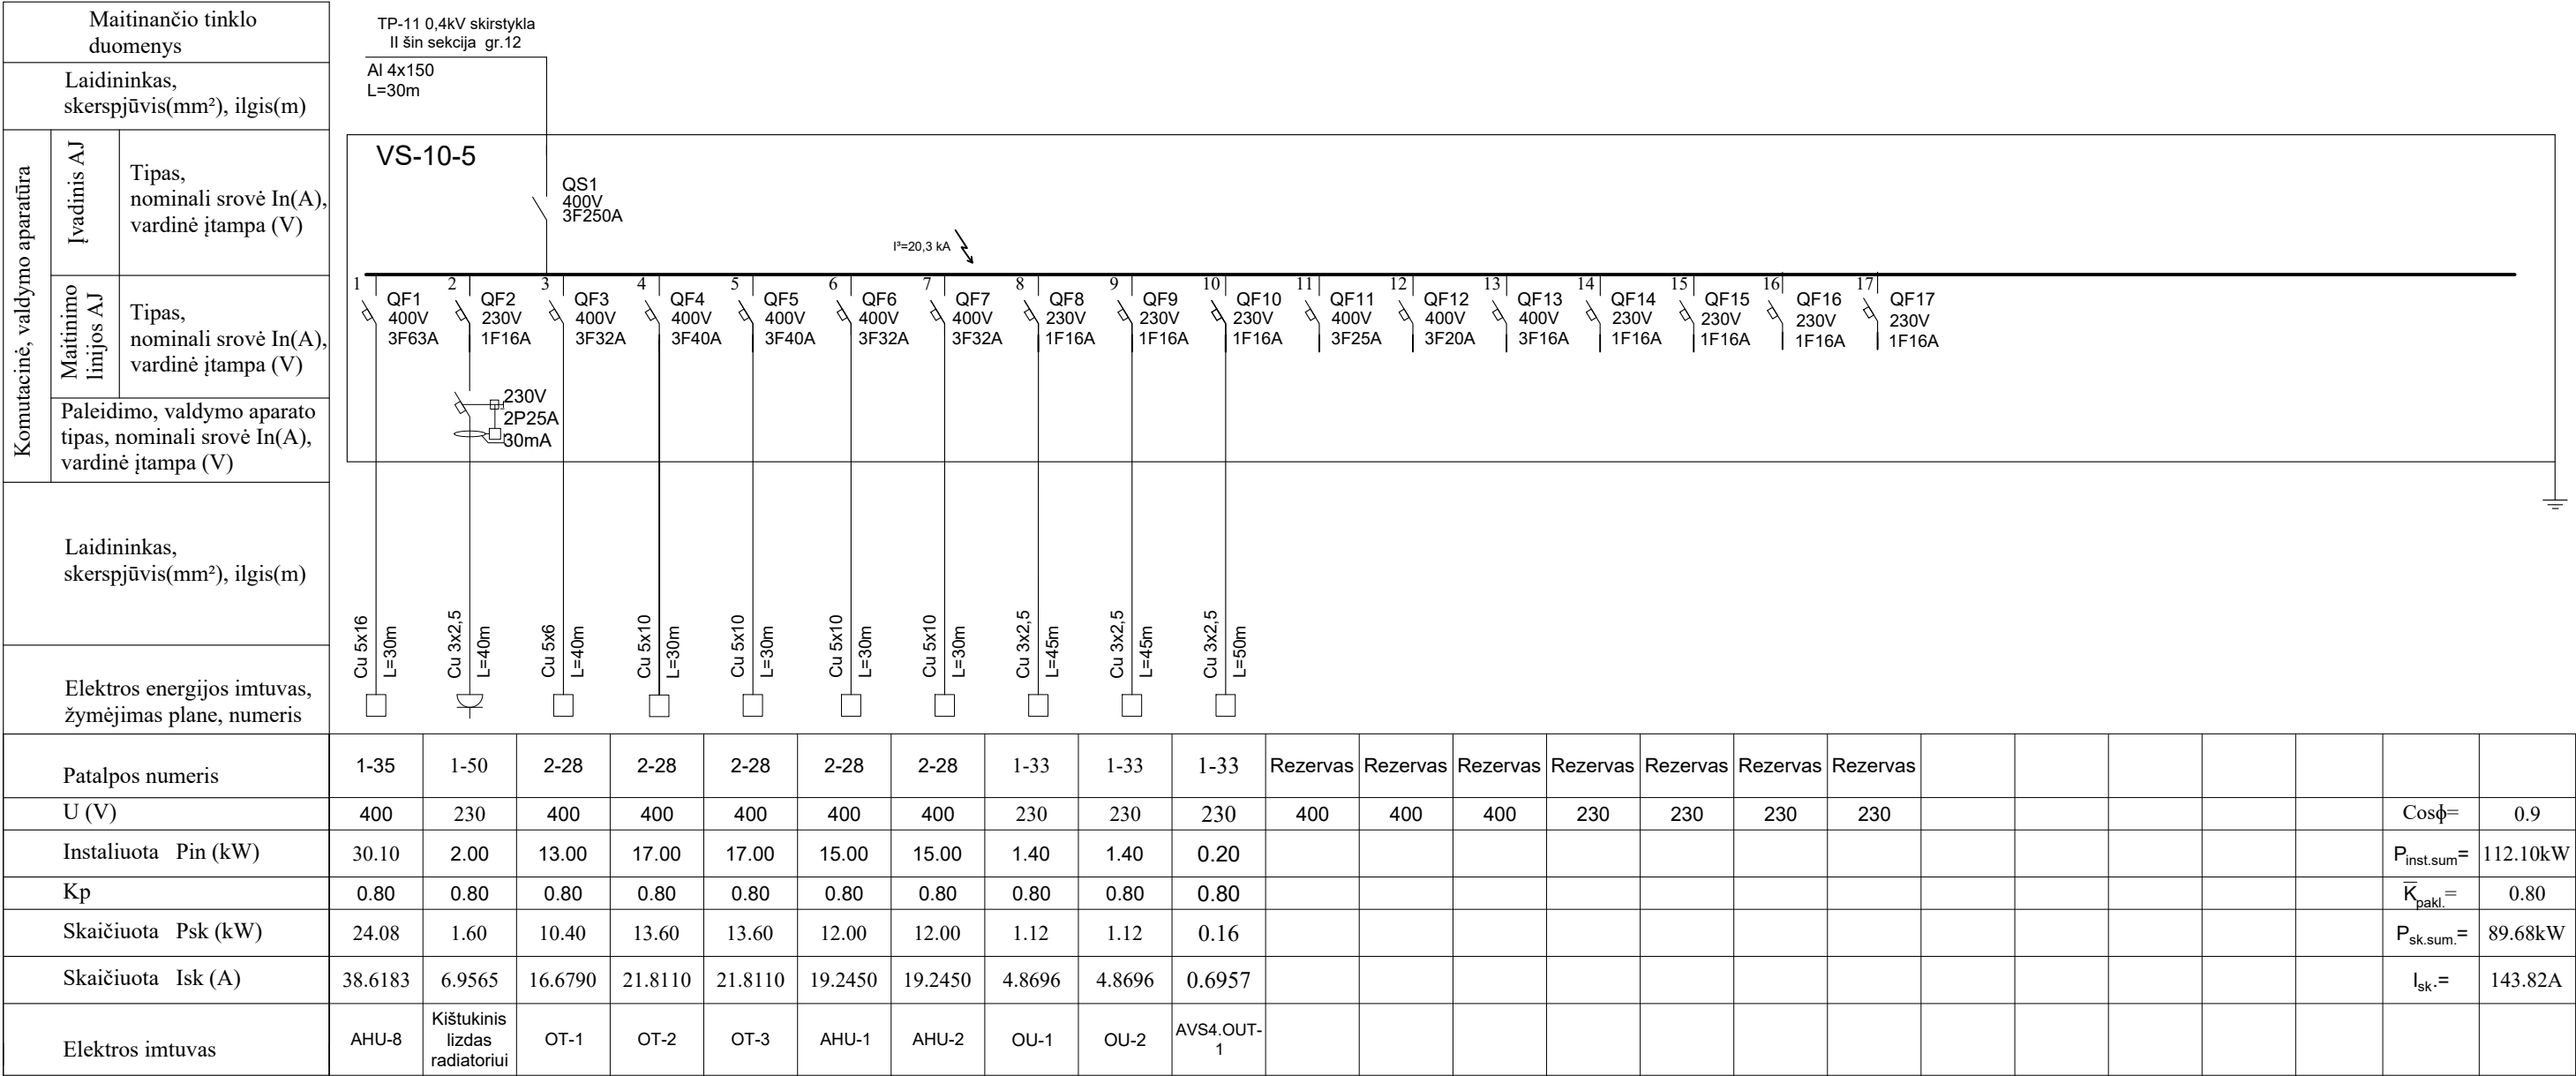 Maitinančio tinklo
duomenys
TP-11 0,4kV skirstykla
II šin sekcija gr.12
Laidininkas,
skerspjūvis(mm²), ilgis(m)
Al 4x150
L=30m
Komutacinė, valdymo aparatūra
Įvadinis AJ
Tipas,
nominali srovė In(A),
vardinė įtampa (V)
VS-10-5
QS1
400V
3F250A
I³=20,3 kA
Maitinimo
linijos AJ
Tipas,
nominali srovė In(A),
vardinė įtampa (V)
1 2 3 4 5 6 7 8 9 10 11 12 13 14 15 16 17
QF1
400V
3F63A
QF2
230V
1F16A
QF3
400V
3F32A
QF4
400V
3F40A
QF5
400V
3F40A
QF6
400V
3F32A
QF7
400V
3F32A
QF8
230V
1F16A
QF9
230V
1F16A
QF10
230V
1F16A
QF11
400V
3F25A
QF12
400V
3F20A
QF13
400V
3F16A
QF14
230V
1F16A
QF15
230V
1F16A
QF16
230V
1F16A
QF17
230V
1F16A
Paleidimo, valdymo aparato
tipas, nominali srovė In(A),
vardinė įtampa (V)
230V
2P25A
30mA
Laidininkas,
skerspjūvis(mm²), ilgis(m)
Cu 5x16
L=30m
Cu 3x2,5
L=40m
Cu 5x6
L=40m
Cu 5x10
L=30m
Cu 5x10
L=30m
Cu 5x10
L=30m
Cu 5x10
L=30m
Cu 3x2,5
L=45m
Cu 3x2,5
L=45m
Cu 3x2,5
L=50m
Elektros energijos imtuvas,
žymėjimas plane, numeris
Patalpos numeris 1-35 1-50 2-28 2-28 2-28 2-28 2-28 1-33 1-33 1-33 Rezervas Rezervas Rezervas Rezervas Rezervas Rezervas Rezervas
U (V) 400 230 400 400 400 400 400 230 230 230 400 400 400 230 230 230 230 Cosϕ= 0.9
Instaliuota Pin (kW) 30.10 2.00 13.00 17.00 17.00 15.00 15.00 1.40 1.40 0.20 Pinst.sum= 112.10kW
Kp 0.80 0.80 0.80 0.80 0.80 0.80 0.80 0.80 0.80 0.80 K̅pakl.= 0.80
Skaičiuota Psk (kW) 24.08 1.60 10.40 13.60 13.60 12.00 12.00 1.12 1.12 0.16 Psk.sum.= 89.68kW
Skaičiuota Isk (A) 38.6183 6.9565 16.6790 21.8110 21.8110 19.2450 19.2450 4.8696 4.8696 0.6957 Isk.= 143.82A
Elektros imtuvas
AHU-8
Kištukinis
lizdas
radiatoriui
OT-1
OT-2
OT-3
AHU-1
AHU-2
OU-1
OU-2
AVS4.OUT-
1